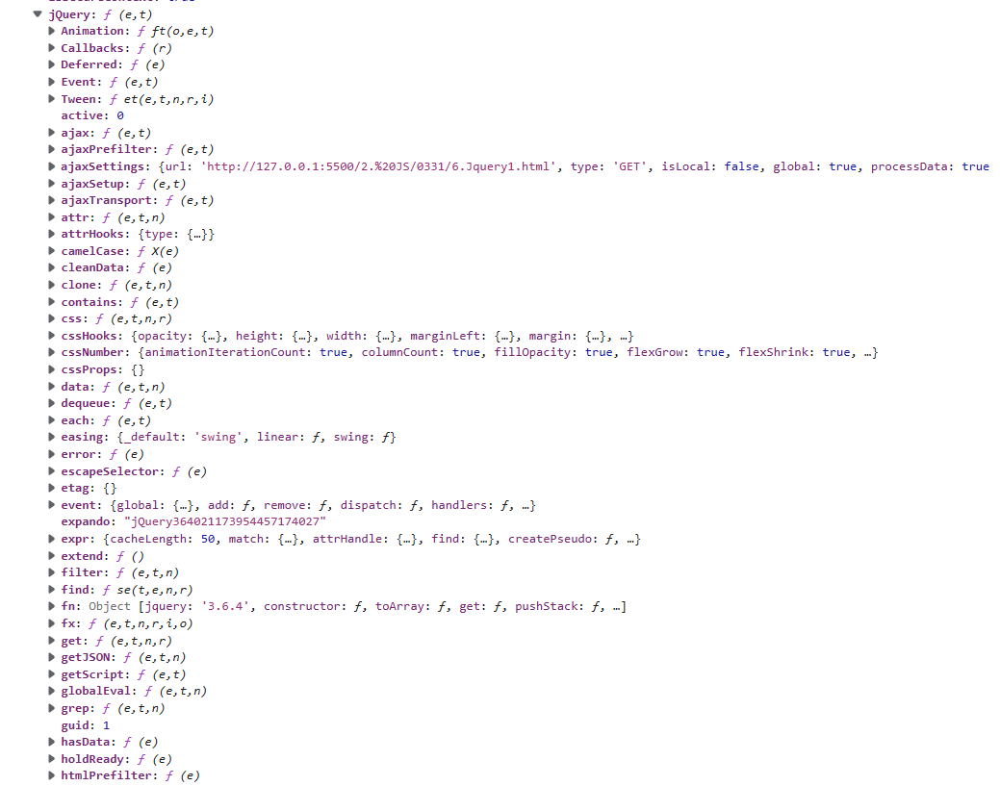 jQuery: ƒ (e,t)
Animation: ƒ ft(o,e,t)
Callbacks: ƒ (r)
Deferred: ƒ (e)
Event: ƒ (e,t)
Tween: ƒ et(e,t,n,r,i)
active: 0
ajax: ƒ (e,t)
ajaxPrefilter: ƒ (e,t)
ajaxSettings: {url: 'http://127.0.0.1:5500/2.%20JS/0331/6.Jquery1.html', type: 'GET', isLocal: false, global: true, processData: true
ajaxSetup: ƒ (e,t)
ajaxTransport: ƒ (e,t)
attr: ƒ (e,t,n)
attrHooks: {type: {…}}
camelCase: ƒ X(e)
cleanData: ƒ (e)
clone: ƒ (e,t,n)
contains: ƒ (e,t)
css: ƒ (e,t,n,r)
cssHooks: {opacity: {…}, height: {…}, width: {…}, marginLeft: {…}, margin: {…}, …}
cssNumber: {animationIterationCount: true, columnCount: true, fillOpacity: true, flexGrow: true, flexShrink: true, …}
cssProps: {}
data: ƒ (e,t,n)
dequeue: ƒ (e,t)
each: ƒ (e,t)
easing: {_default: 'swing', linear: ƒ, swing: ƒ}
error: ƒ (e)
escapeSelector: ƒ (e)
etag: {}
event: {global: {…}, add: ƒ, remove: ƒ, dispatch: ƒ, handlers: ƒ, …}
expando: "jQuery364021173954457174027"
expr: {cacheLength: 50, match: {…}, attrHandle: {…}, find: {…}, createPseudo: ƒ, …}
extend: ƒ ()
filter: ƒ (e,t,n)
find: ƒ se(t,e,n,r)
fn: Object [jquery: '3.6.4', constructor: ƒ, toArray: ƒ, get: ƒ, pushStack: ƒ, …]
fx: ƒ (e,t,n,r,i,o)
get: ƒ (e,t,n,r)
getJSON: ƒ (e,t,n)
getScript: ƒ (e,t)
globalEval: ƒ (e,t,n)
grep: ƒ (e,t,n)
guid: 1
hasData: ƒ (e)
holdReady: ƒ (e)
htmlPrefilter: ƒ (e)